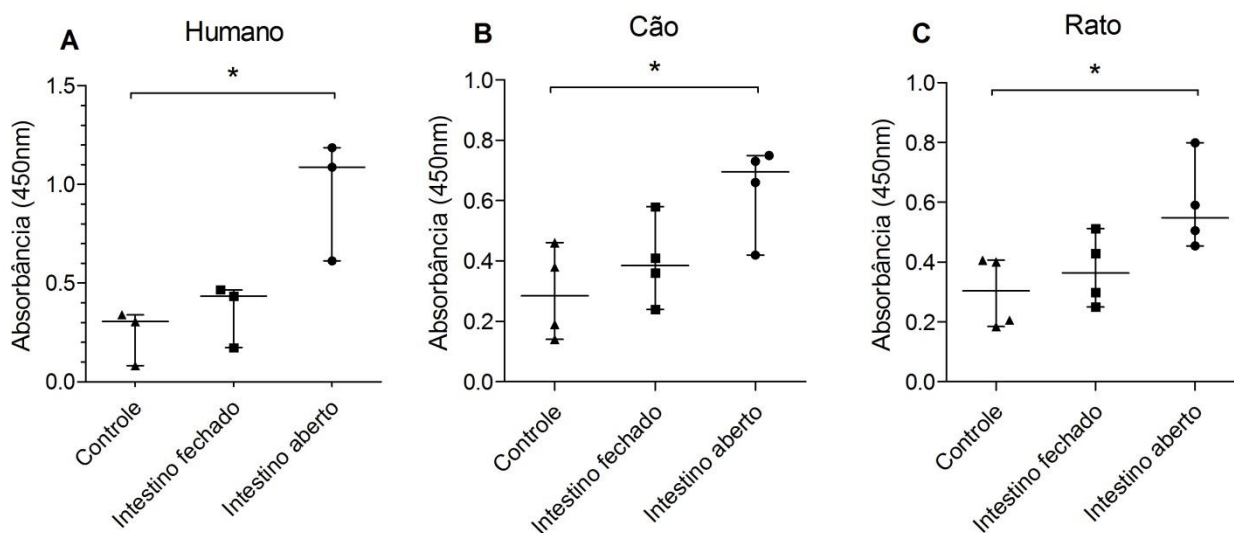 A
Humano
*
Absorbância (450nm)
1.5
1.0
0.5
0.0
Controle
Intestino fechado
Intestino aberto
B
Cão
*
Absorbância (450nm)
1.0
0.8
0.6
0.4
0.2
0.0
Controle
Intestino fechado
Intestino aberto
C
Rato
*
Absorbância (450nm)
1.0
0.8
0.6
0.4
0.2
0.0
Controle
Intestino fechado
Intestino aberto